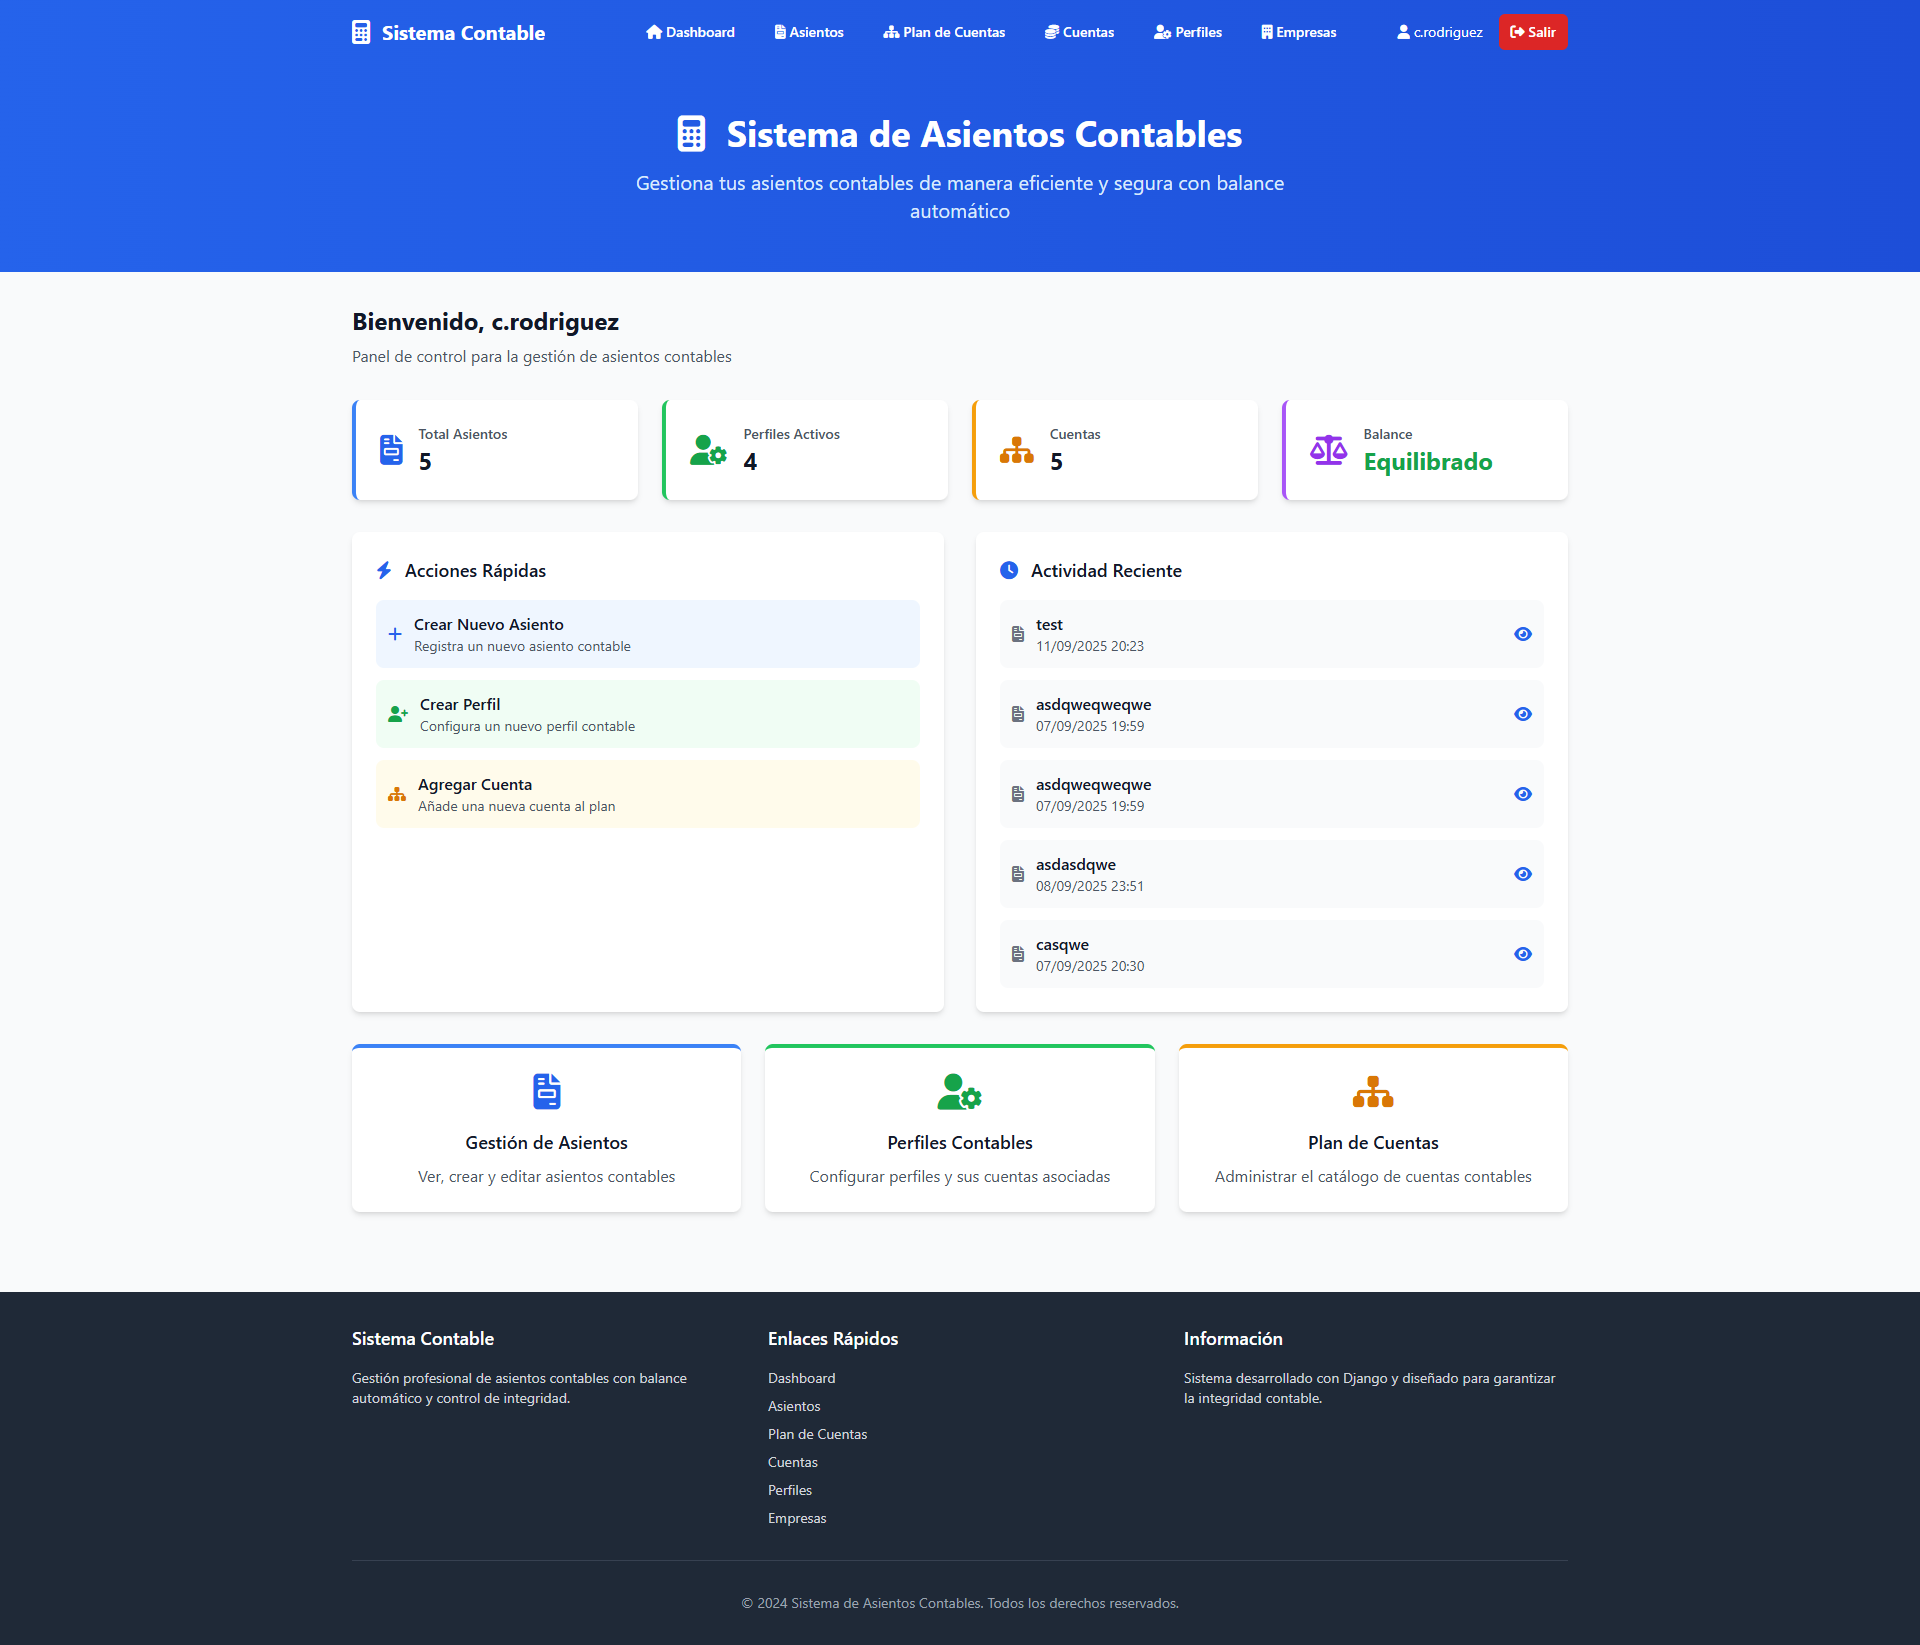 Sistema Contable
Dashboard
Asientos
Plan de Cuentas
Cuentas
Perfiles
Empresas
c.rodriguez
Salir
Sistema de Asientos Contables
Gestiona tus asientos contables de manera eficiente y segura con balance
automático
Bienvenido, c.rodriguez
Panel de control para la gestión de asientos contables
Total Asientos
5
Perfiles Activos
4
Cuentas
5
Balance
Equilibrado
Acciones Rápidas
Crear Nuevo Asiento
Registra un nuevo asiento contable
Crear Perfil
Configura un nuevo perfil contable
Agregar Cuenta
Añade una nueva cuenta al plan
Actividad Reciente
test
11/09/2025 20:23
asdqweqweqwe
07/09/2025 19:59
asdqweqweqwe
07/09/2025 19:59
asdasdqwe
08/09/2025 23:51
casqwe
07/09/2025 20:30
Gestión de Asientos
Ver, crear y editar asientos contables
Perfiles Contables
Configurar perfiles y sus cuentas asociadas
Plan de Cuentas
Administrar el catálogo de cuentas contables
Sistema Contable
Gestión profesional de asientos contables con balance
automático y control de integridad.
Enlaces Rápidos
Dashboard
Asientos
Plan de Cuentas
Cuentas
Perfiles
Empresas
Información
Sistema desarrollado con Django y diseñado para garantizar
la integridad contable.
© 2024 Sistema de Asientos Contables. Todos los derechos reservados.